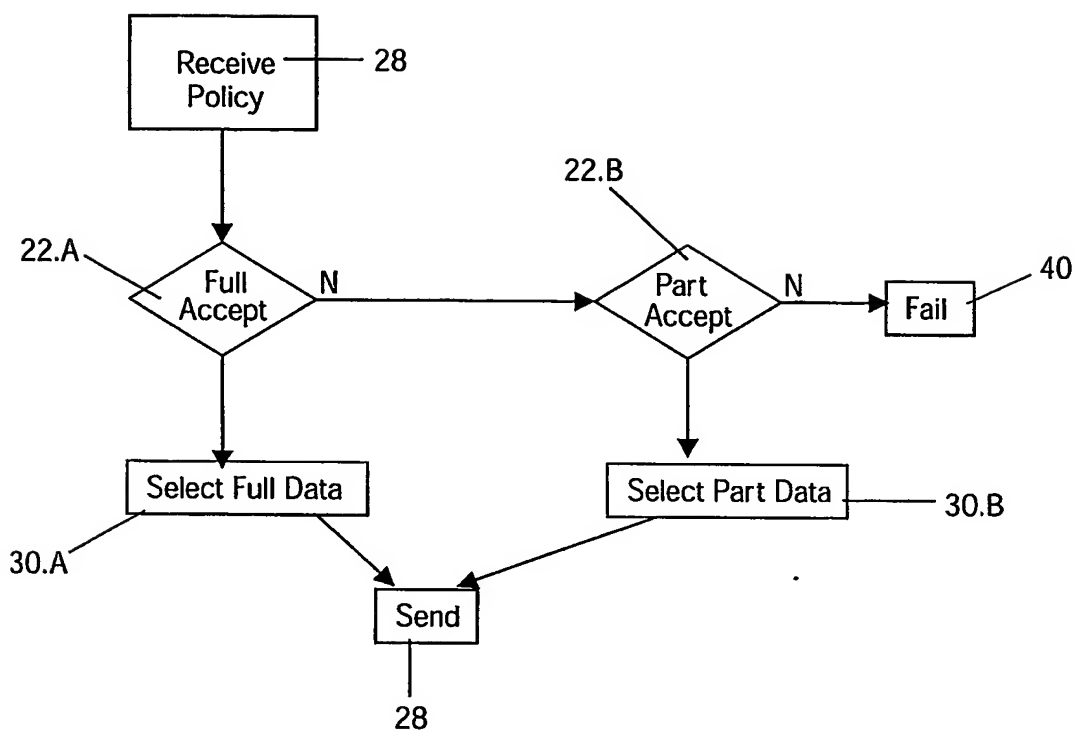 Receive
Policy
28
22.B
22.A
Full
Accept
N
Part
Accept
N
40
Fail
Select Full Data
Select Part Data
30.B
30.A
Send
28